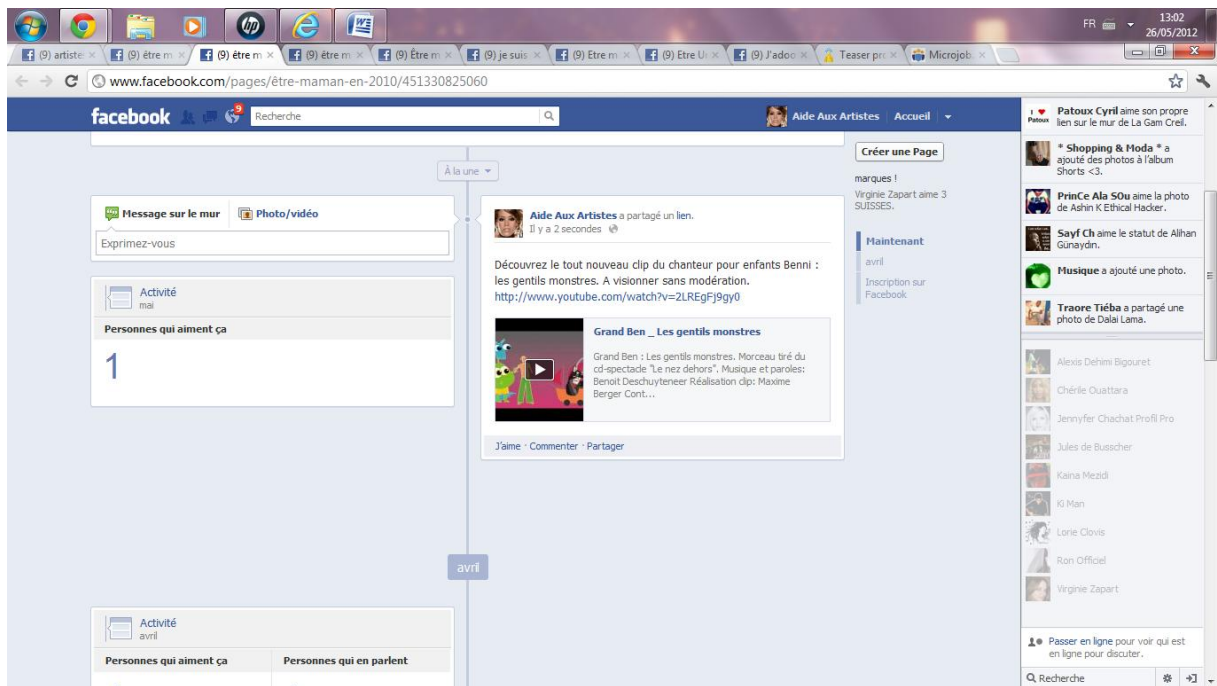 FR
13:02
26/05/2012
(9) artiste
(9) être m
(9) être m
(9) être m
(9) Être m
(9) je suis
(9) Etre m
(9) Etre U
(9) J'adoo
Teaser pr
Microjob
www.facebook.com/pages/être-maman-en-2010/451330825060
facebook
9
Recherche
Aide Aux Artistes
Accueil
À la une
Message sur le mur
Photo/vidéo
Exprimez-vous
Activité
mai
Personnes qui aiment ça
1
Aide Aux Artistes a partagé un lien.
Il y a 2 secondes
Découvrez le tout nouveau clip du chanteur pour enfants Benni :
les gentils monstres. A visionner sans modération.
http://www.youtube.com/watch?v=2LREgFj9gy0
Grand Ben _ Les gentils monstres
Grand Ben : Les gentils monstres. Morceau tiré du
cd-spectacle "Le nez dehors". Musique et paroles:
Benoit Deschuyteneer Réalisation clip: Maxime
Berger Cont...
J'aime · Commenter · Partager
avril
Activité
avril
Personnes qui aiment ça
Personnes qui en parlent
Créer une Page
marques !
Virginie Zapart aime 3
SUISSES.
Maintenant
avril
Inscription sur
Facebook
Patoux Cyril aime son propre
lien sur le mur de La Gam Creil.
* Shopping & Moda * a
ajouté des photos à l'album
Shorts <3.
PrinCe Ala SOu aime la photo
de Ashin K Ethical Hacker.
Sayf Ch aime le statut de Alihan
Günaydın.
Musique a ajouté une photo.
Traore Tiéba a partagé une
photo de Dalai Lama.
Alexis Dehimi Bigouret
Chérile Ouattara
Jennyfer Chachat Profil Pro
Jules de Busscher
Kaina Mezidi
Ki Man
Lorie Clovis
Ron Officiel
Virginie Zapart
Passer en ligne pour voir qui est
en ligne pour discuter.
Recherche